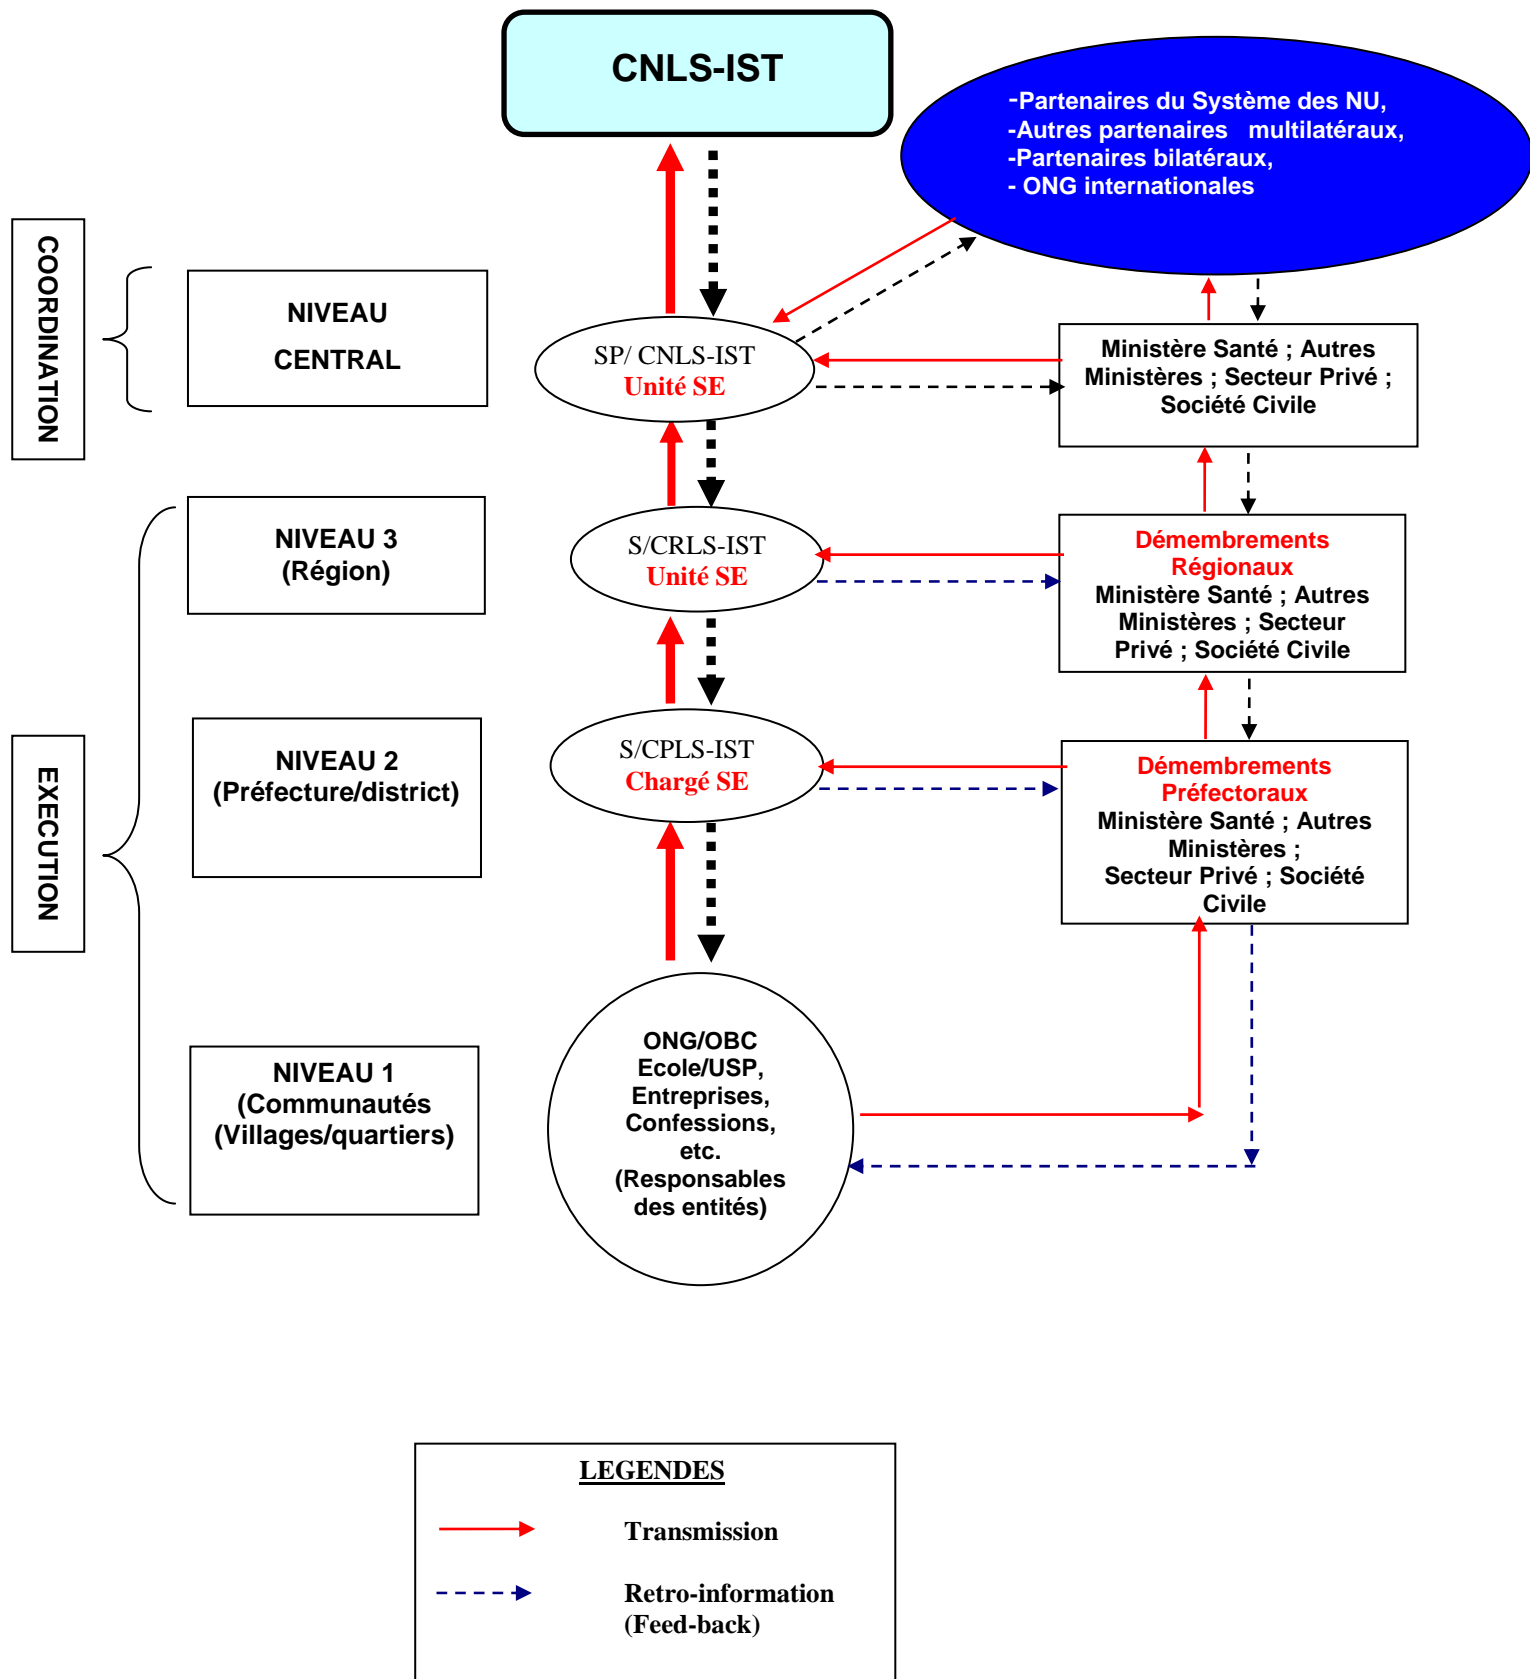 CNLS-IST
-Partenaires du Système des NU,
-Autres partenaires multilatéraux,
-Partenaires bilatéraux,
- ONG internationales
COORDINATION
NIVEAU
CENTRAL
SP/ CNLS-IST
Unité SE
Ministère Santé ; Autres
Ministères ; Secteur Privé ;
Société Civile
NIVEAU 3
(Région)
S/CRLS-IST
Unité SE
Démembrements
Régionaux
Ministère Santé ; Autres
Ministères ; Secteur
Privé ; Société Civile
EXECUTION
NIVEAU 2
(Préfecture/district)
S/CPLS-IST
Chargé SE
Démembrements
Préfectoraux
Ministère Santé ; Autres
Ministères ;
Secteur Privé ; Société
Civile
NIVEAU 1
(Communautés
(Villages/quartiers)
ONG/OBC
Ecole/USP,
Entreprises,
Confessions,
etc.
(Responsables
des entités)
LEGENDES
Transmission
Retro-information
(Feed-back)